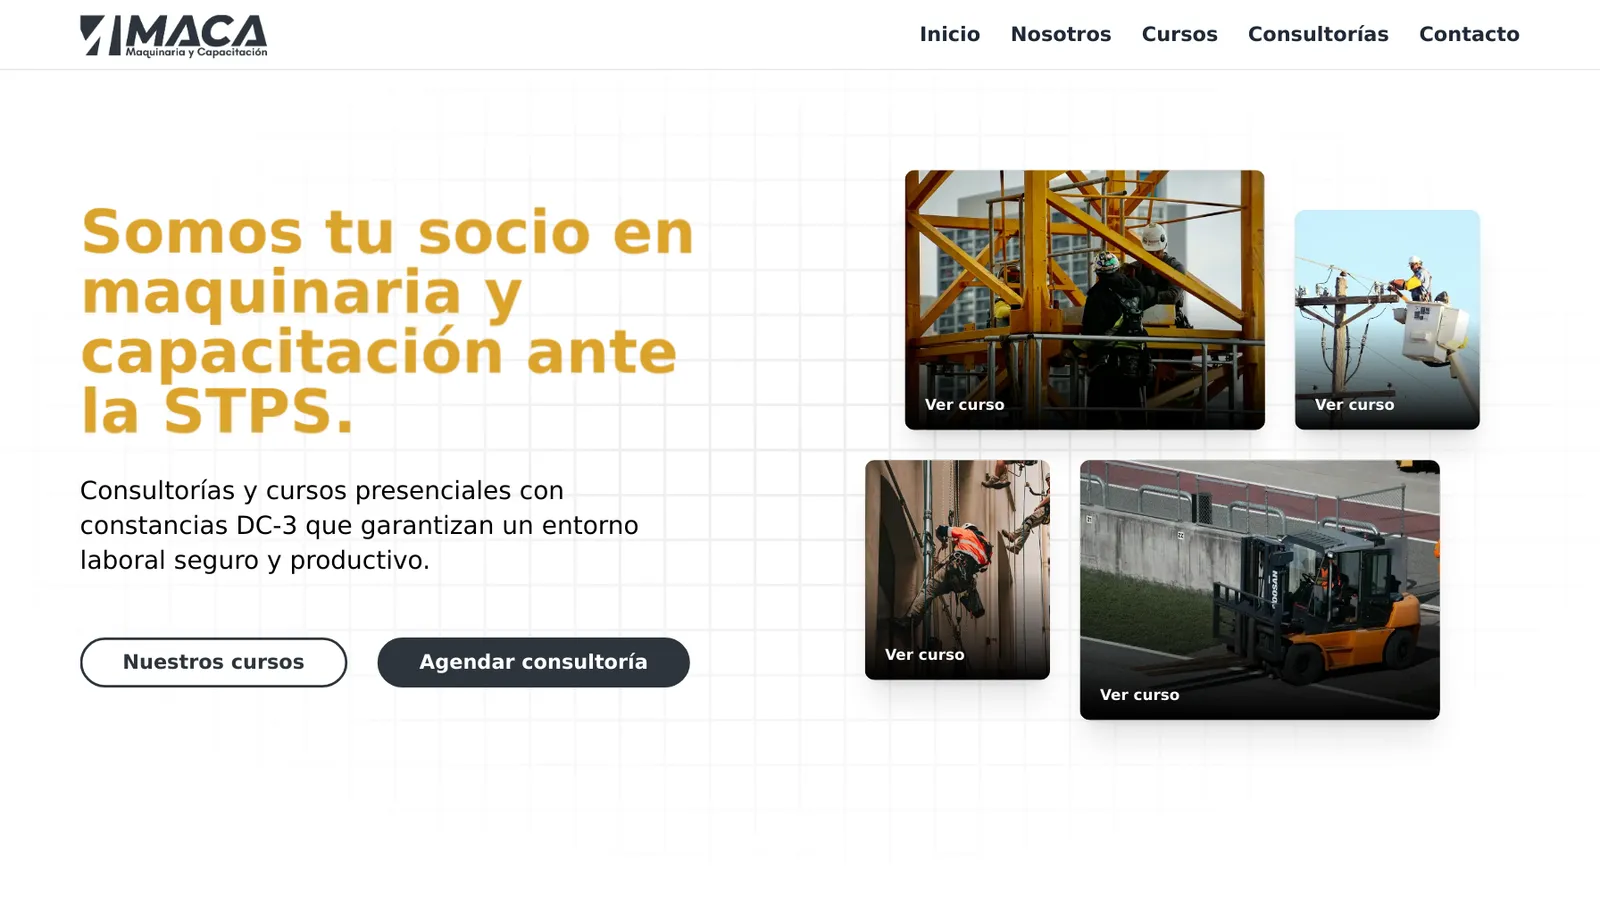 MACA
Maquinaria y Capacitación
Inicio
Nosotros
Cursos
Consultorías
Contacto
Somos tu socio en
maquinaria y
capacitación ante
la STPS.
Consultorías y cursos presenciales con
constancias DC-3 que garantizan un entorno
laboral seguro y productivo.
Nuestros cursos
Agendar consultoría
Ver curso
Ver curso
Ver curso
Ver curso
DOOSAN